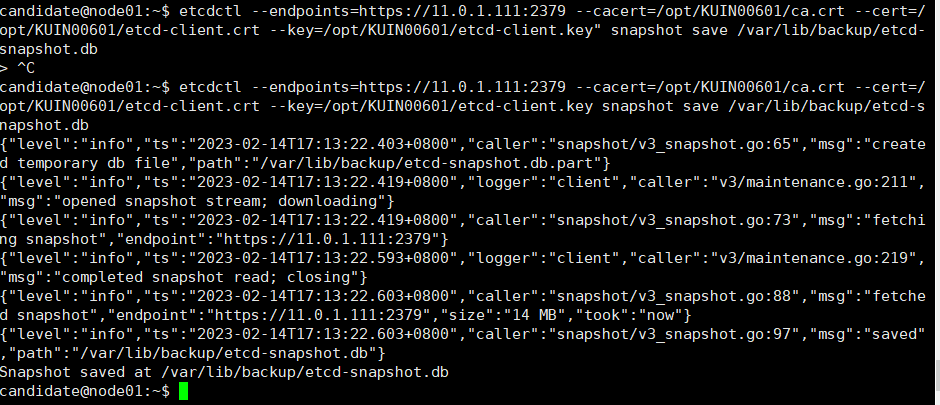 candidate@node01:~$ etcdctl --endpoints=https://11.0.1.111:2379 --cacert=/opt/KUIN00601/ca.crt --cert=/
opt/KUIN00601/etcd-client.crt --key=/opt/KUIN00601/etcd-client.key" snapshot save /var/lib/backup/etcd-
snapshot.db
> ^C
candidate@node01:~$ etcdctl --endpoints=https://11.0.1.111:2379 --cacert=/opt/KUIN00601/ca.crt --cert=/
opt/KUIN00601/etcd-client.crt --key=/opt/KUIN00601/etcd-client.key snapshot save /var/lib/backup/etcd-s
napshot.db
{"level":"info","ts":"2023-02-14T17:13:22.403+0800","caller":"snapshot/v3_snapshot.go:65","msg":"create
d temporary db file","path":"/var/lib/backup/etcd-snapshot.db.part"}
{"level":"info","ts":"2023-02-14T17:13:22.419+0800","logger":"client","caller":"v3/maintenance.go:211",
"msg":"opened snapshot stream; downloading"}
{"level":"info","ts":"2023-02-14T17:13:22.419+0800","caller":"snapshot/v3_snapshot.go:73","msg":"fetchi
ng snapshot","endpoint":"https://11.0.1.111:2379"}
{"level":"info","ts":"2023-02-14T17:13:22.593+0800","logger":"client","caller":"v3/maintenance.go:219",
"msg":"completed snapshot read; closing"}
{"level":"info","ts":"2023-02-14T17:13:22.603+0800","caller":"snapshot/v3_snapshot.go:88","msg":"fetche
d snapshot","endpoint":"https://11.0.1.111:2379","size":"14 MB","took":"now"}
{"level":"info","ts":"2023-02-14T17:13:22.603+0800","caller":"snapshot/v3_snapshot.go:97","msg":"saved"
,"path":"/var/lib/backup/etcd-snapshot.db"}
Snapshot saved at /var/lib/backup/etcd-snapshot.db
candidate@node01:~$